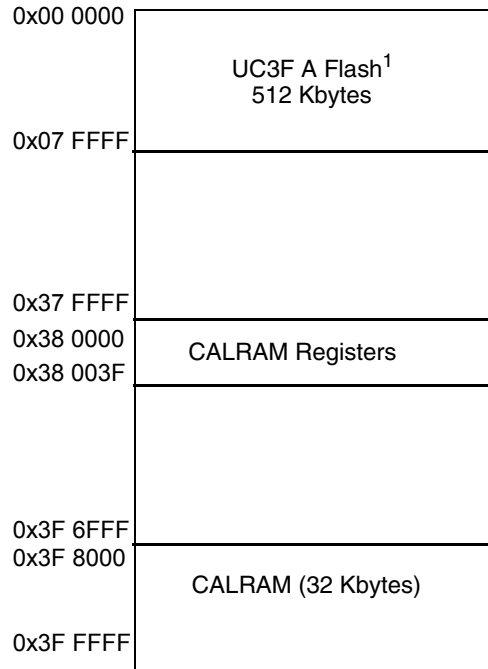 0x00 0000
UC3F A Flash1
512 Kbytes
0x07 FFFF
0x37 FFFF
0x38 0000
CALRAM Registers
0x38 003F
0x3F 6FFF
0x3F 8000
CALRAM (32 Kbytes)
0x3F FFFF